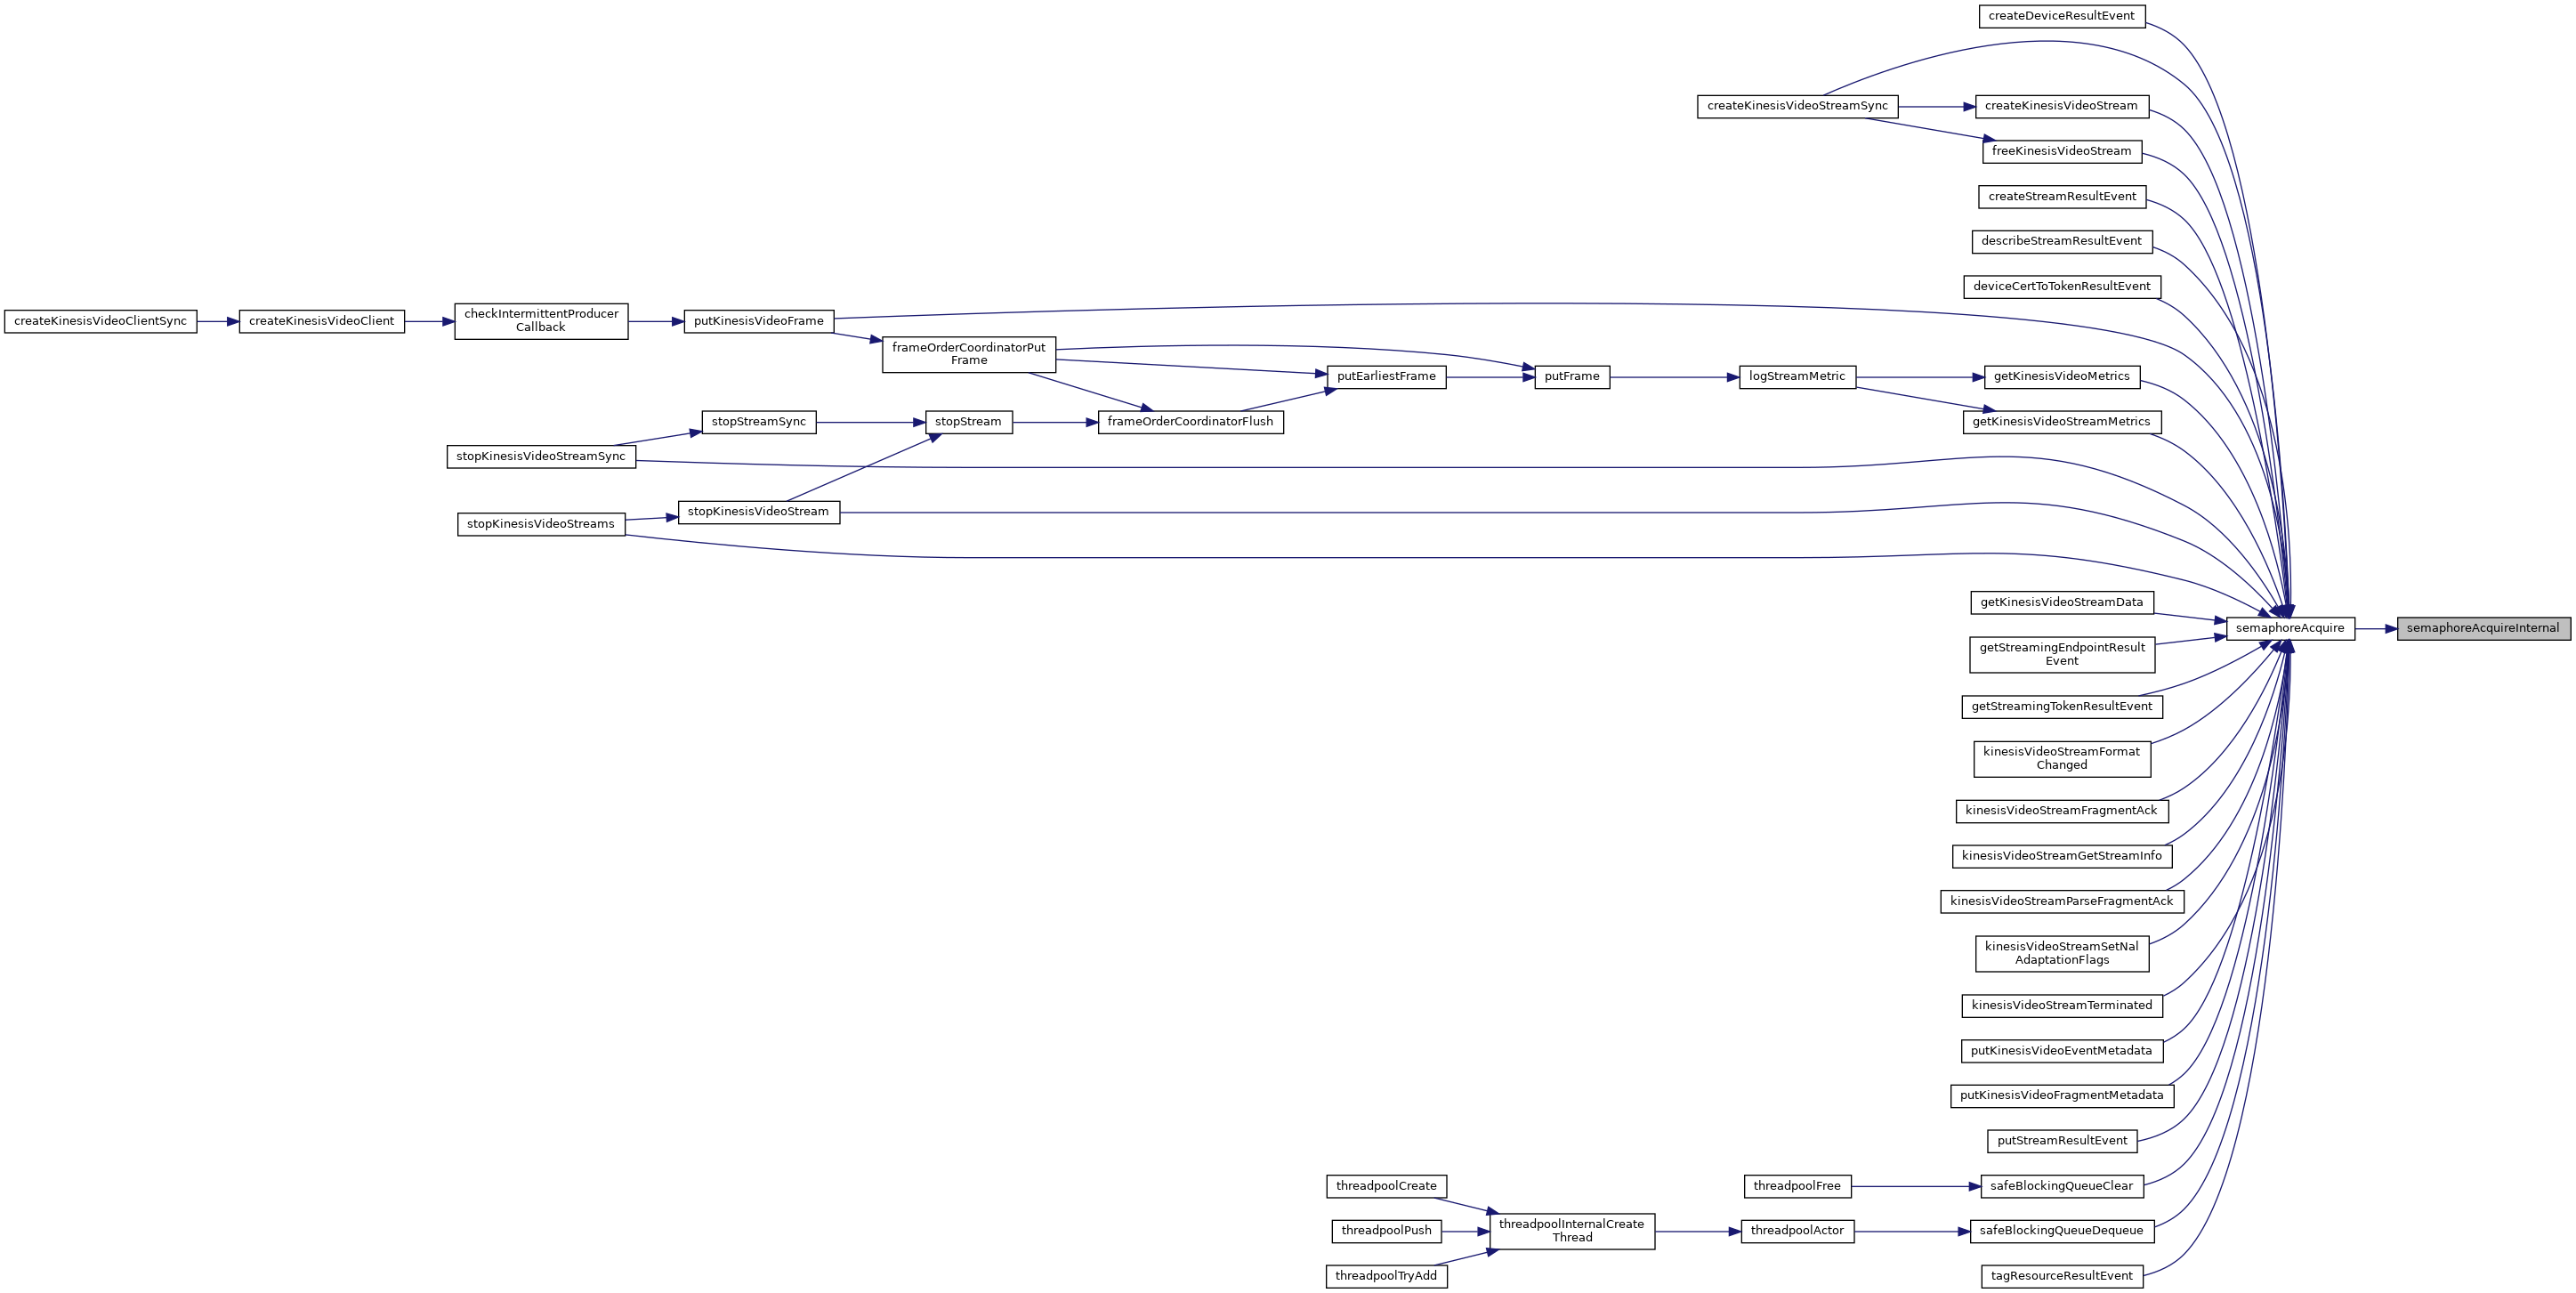 createDeviceResultEvent
createKinesisVideoStreamSync
createKinesisVideoStream
freeKinesisVideoStream
createStreamResultEvent
describeStreamResultEvent
deviceCertToTokenResultEvent
createKinesisVideoClientSync
createKinesisVideoClient
checkIntermittentProducer
Callback
putKinesisVideoFrame
frameOrderCoordinatorPut
Frame
putEarliestFrame
putFrame
logStreamMetric
getKinesisVideoMetrics
stopStreamSync
stopStream
frameOrderCoordinatorFlush
getKinesisVideoStreamMetrics
stopKinesisVideoStreamSync
stopKinesisVideoStream
stopKinesisVideoStreams
getKinesisVideoStreamData
semaphoreAcquire
semaphoreAcquireInternal
getStreamingEndpointResult
Event
getStreamingTokenResultEvent
kinesisVideoStreamFormat
Changed
kinesisVideoStreamFragmentAck
kinesisVideoStreamGetStreamInfo
kinesisVideoStreamParseFragmentAck
kinesisVideoStreamSetNal
AdaptationFlags
kinesisVideoStreamTerminated
putKinesisVideoEventMetadata
putKinesisVideoFragmentMetadata
putStreamResultEvent
threadpoolCreate
threadpoolFree
safeBlockingQueueClear
threadpoolPush
threadpoolInternalCreate
Thread
threadpoolActor
safeBlockingQueueDequeue
threadpoolTryAdd
tagResourceResultEvent